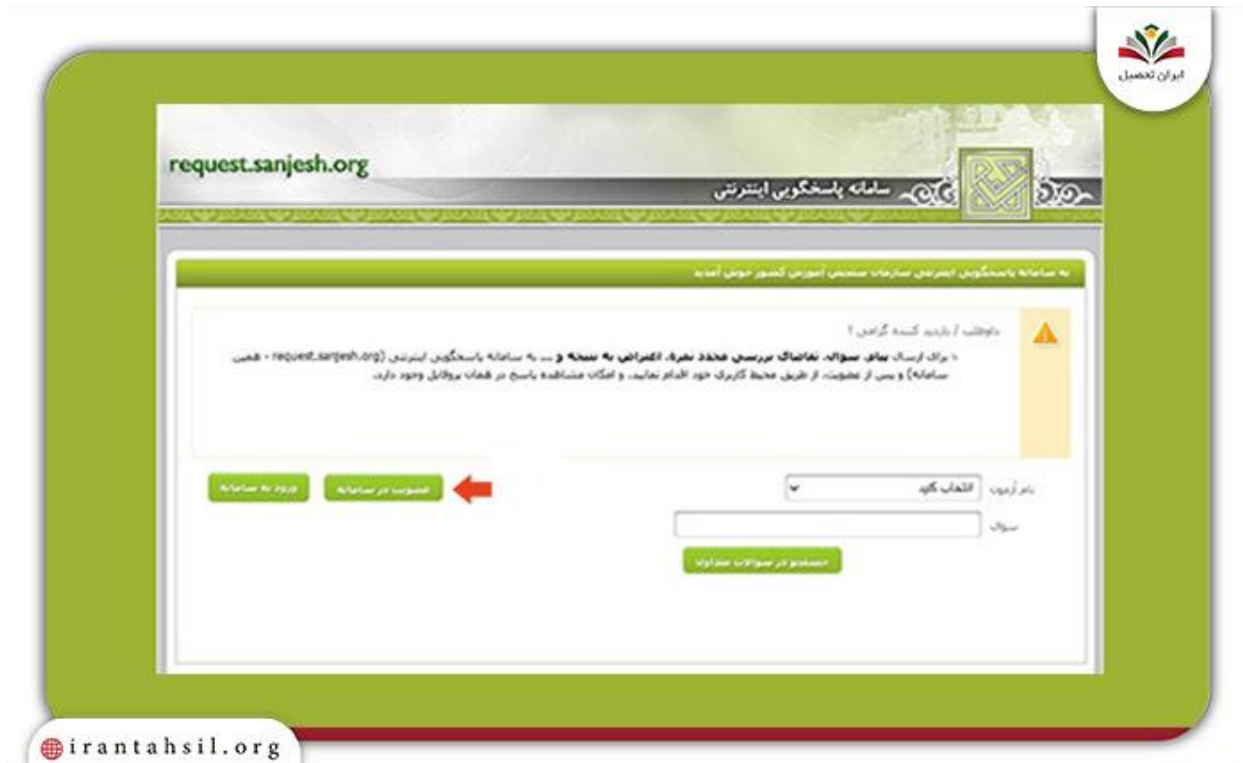 ایران تحصیل
request.sanjesh.org
سامانه پاسخگویی اینترنتی
به سامانه پاسخگویی اینترنتی سازمان سنجش آموزش کشور خوش آمدید
داوطلب / بازدید کننده گرامی !
برای ارسال پیام، سوال، تقاضای بررسی مجدد نمره، اعتراض به نتیجه و ... به سامانه پاسخگویی اینترنتی (request.sanjesh.org - همین
سامانه) و پس از عضویت، از طریق محیط کاربری خود اقدام نمایید، و امکان مشاهده پاسخ در همان پروفایل وجود دارد.
نام آزمون
انتخاب کنید
عضویت در سامانه
ورود به سامانه
سوال
جستجو در سوالات متداول
irantahsil.org